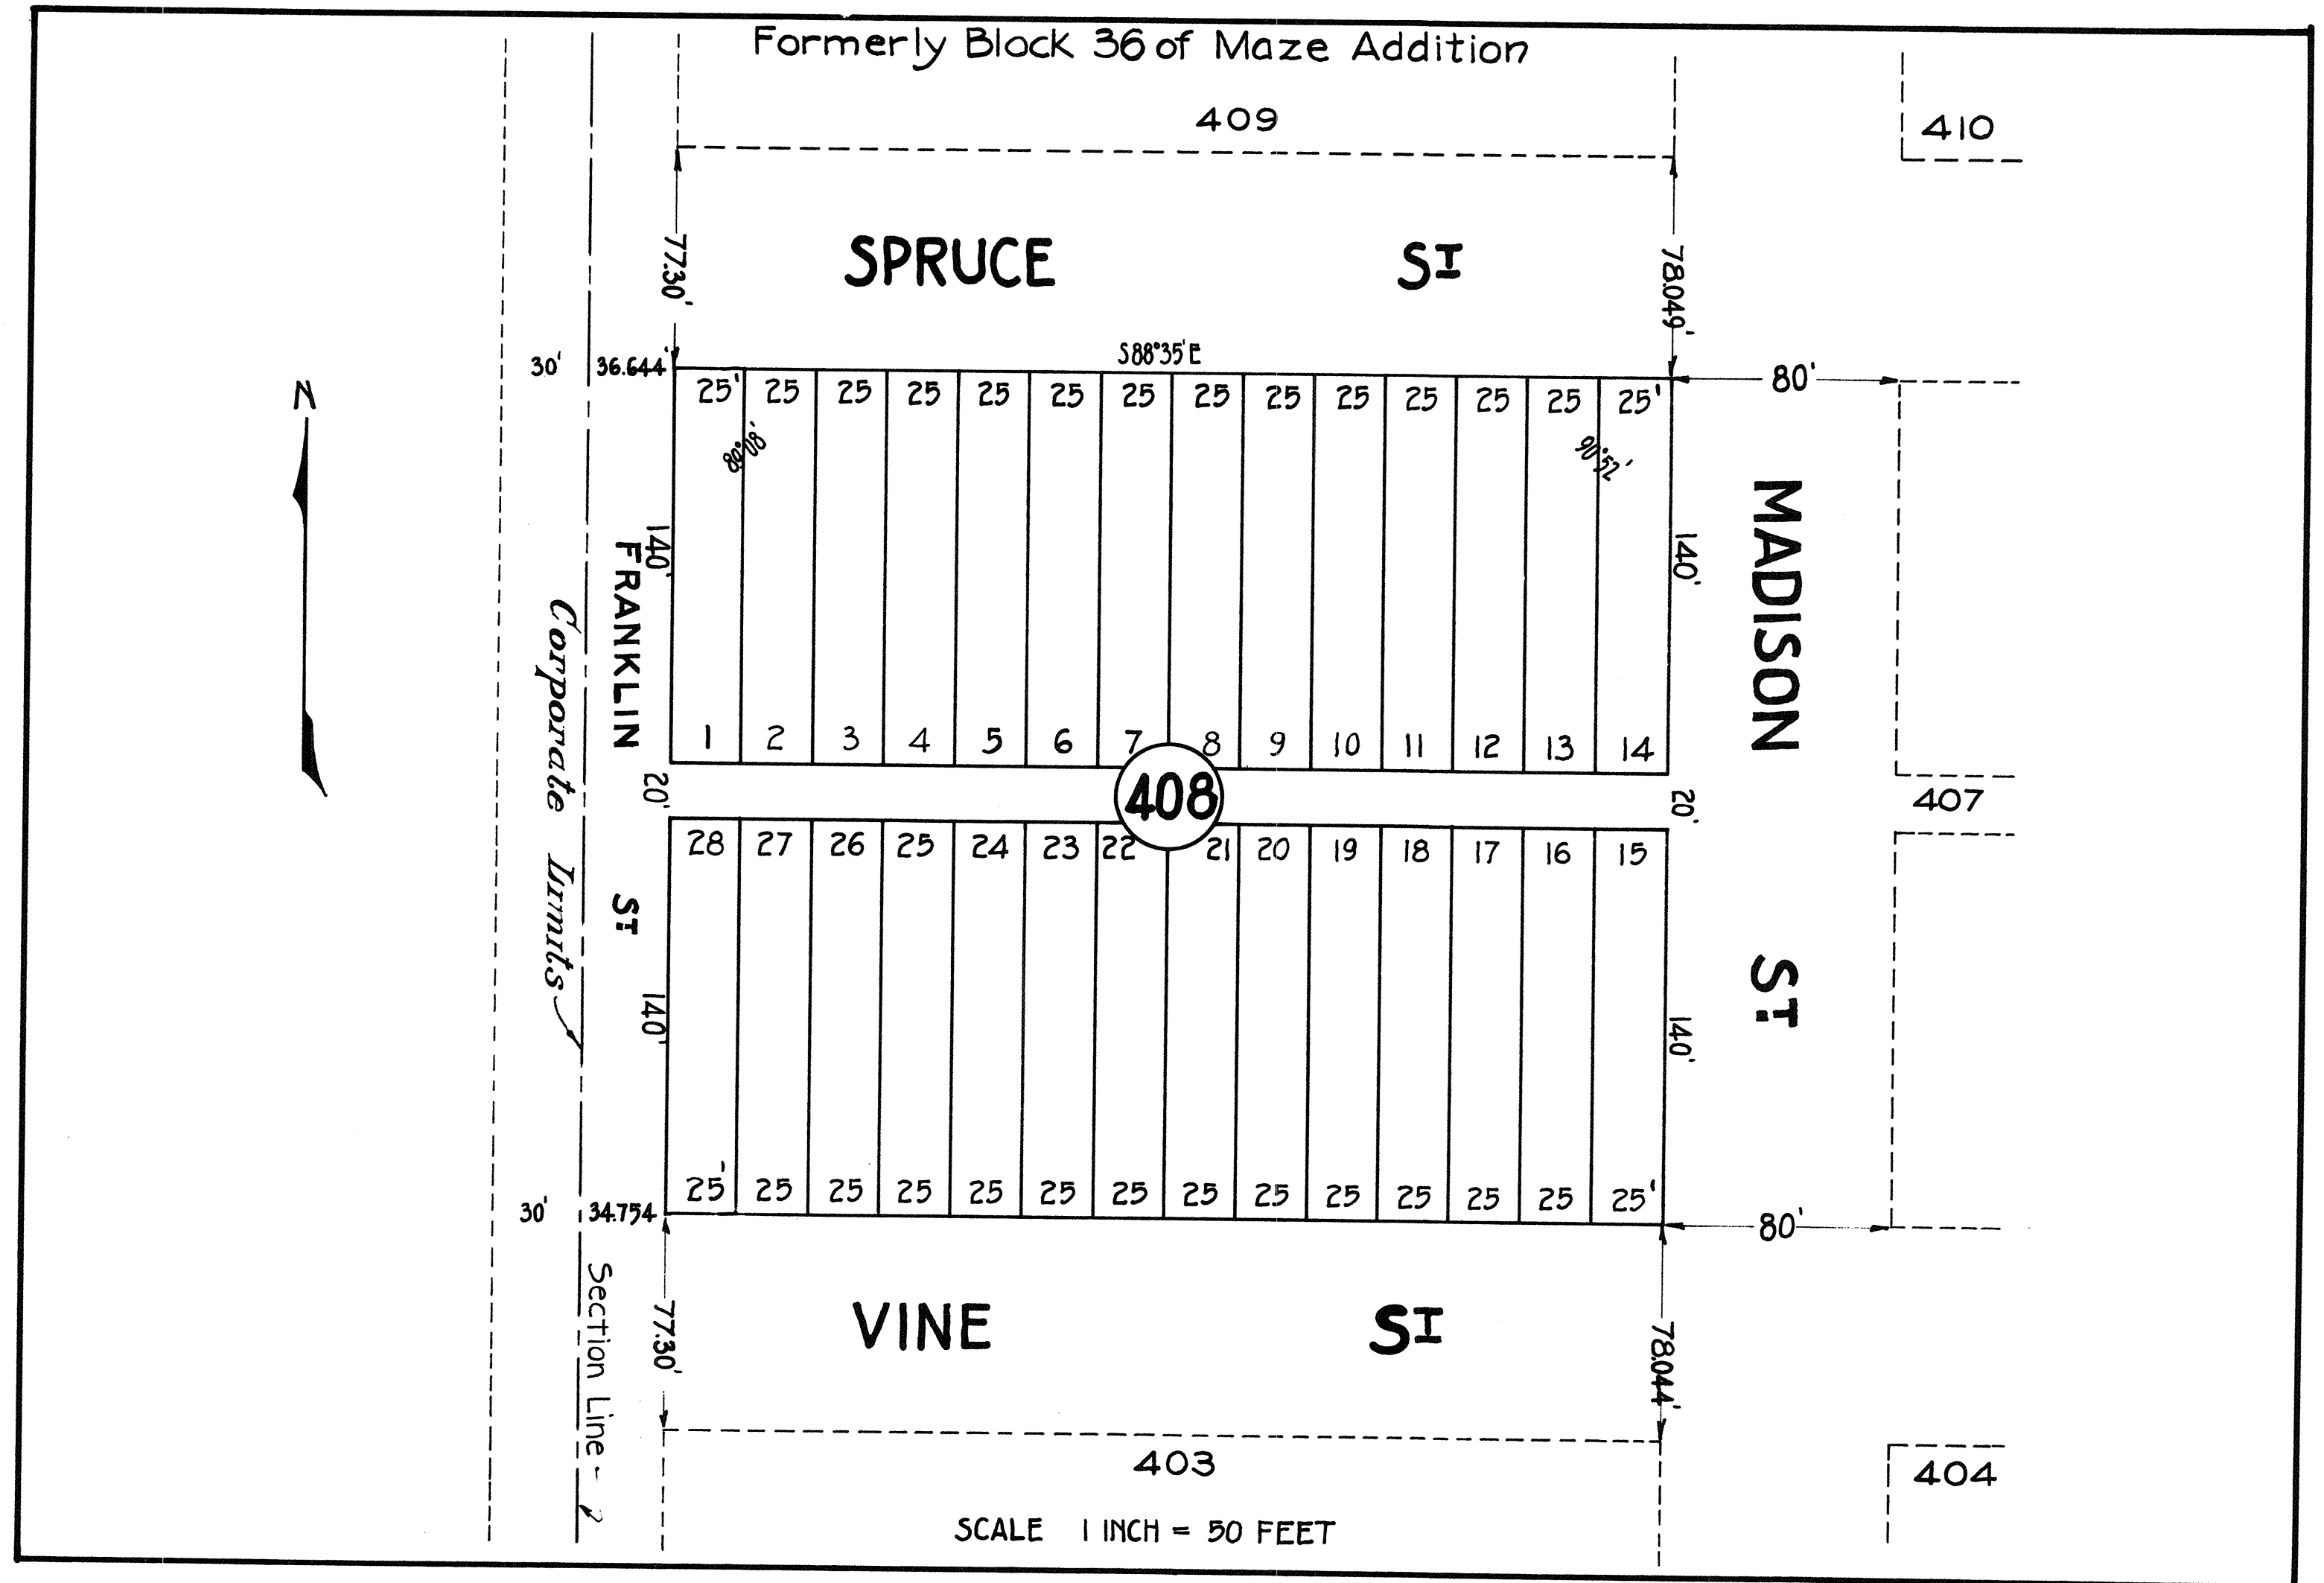 Formerly Block 36 of Maze Addition
409
410
N
77.30'
SPRUCE ST
78.049'
30' 36.644'
S88°35'E
80'
25' 25 25 25 25 25 25 25 25 25 25 25 25 25'
89°08'
90°52'
140'
140'
FRANKLIN ST
MADISON ST
Corporate Limits
1 2 3 4 5 6 7 8 9 10 11 12 13 14
20'
408
20'
407
28 27 26 25 24 23 22 21 20 19 18 17 16 15
140'
140'
25' 25 25 25 25 25 25 25 25 25 25 25 25 25'
30' 34.754
80'
Section Line
77.30'
VINE ST
78.044'
403
404
SCALE 1 INCH = 50 FEET